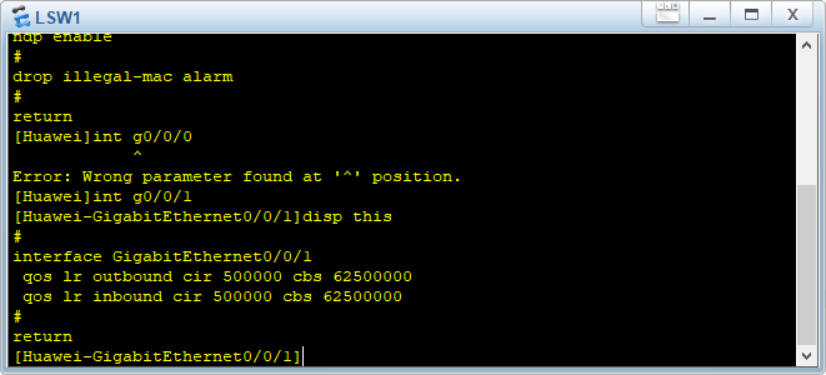 LSW1
ndp enable
#
drop illegal-mac alarm
#
return
[Huawei]int g0/0/0
^
Error: Wrong parameter found at '^' position.
[Huawei]int g0/0/1
[Huawei-GigabitEthernet0/0/1]disp this
#
interface GigabitEthernet0/0/1
qos lr outbound cir 500000 cbs 62500000
qos lr inbound cir 500000 cbs 62500000
#
return
[Huawei-GigabitEthernet0/0/1]